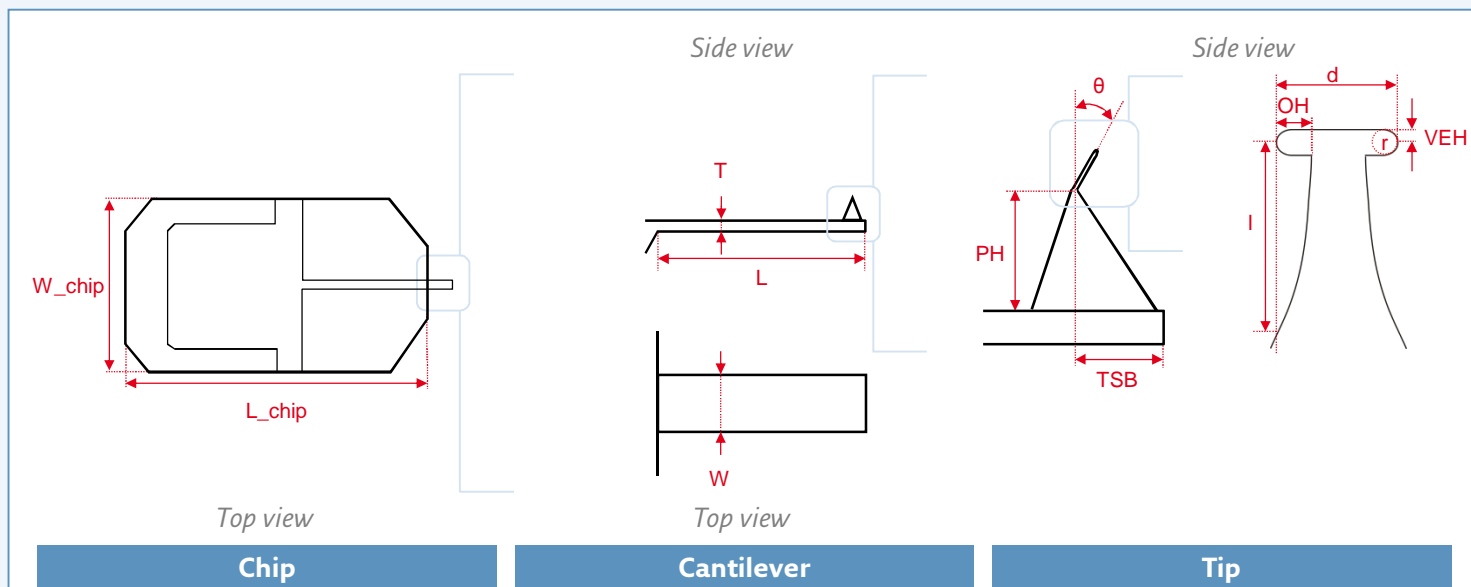 Side view
Side view
θ
d
OH
VEH
r
T
L
PH
l
W_chip
L_chip
TSB
W
Top view
Top view
Chip
Cantilever
Tip